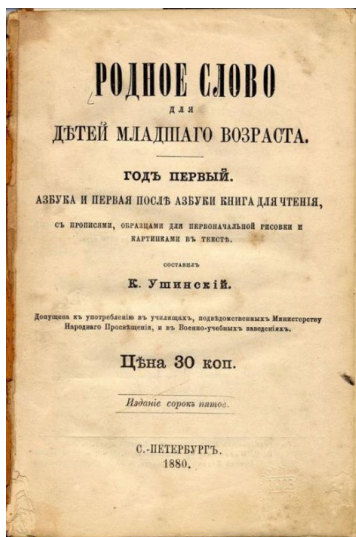 РОДНОЕ СЛОВО
ДЛЯ
ДѢТЕЙ МЛАДШАГО ВОЗРАСТА.
ГОДЪ ПЕРВЫЙ.
АЗБУКА И ПЕРВАЯ ПОСЛѢ АЗБУКИ КНИГА ДЛЯ ЧТЕНІЯ,
СЪ ПРОПИСЯМИ, ОБРАЗЦАМИ ДЛЯ ПЕРВОНАЧАЛЬНОЙ РИСОВКИ И
КАРТИНКАМИ ВЪ ТЕКСТѢ.
СОСТАВИЛЪ
К. Ушинскій.
Допущена къ употребленію въ училищахъ, подвѣдомственныхъ Министерству
Народнаго Просвѣщенія, и въ Военно-учебныхъ заведеніяхъ.
Цѣна 30 коп.
Изданіе сорокъ пятое.
С.-ПЕТЕРБУРГЪ.
1880.